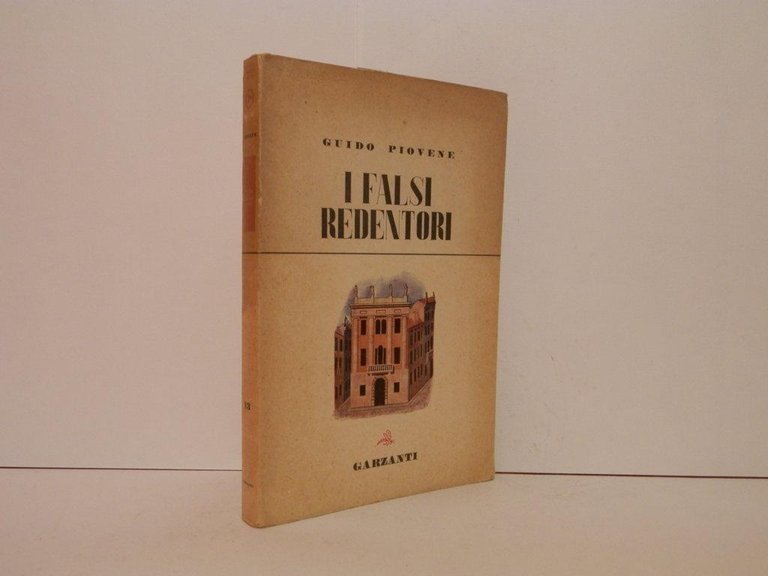 GUIDO PIOVENE
I FALSI
REDENTORI
GARZANTI